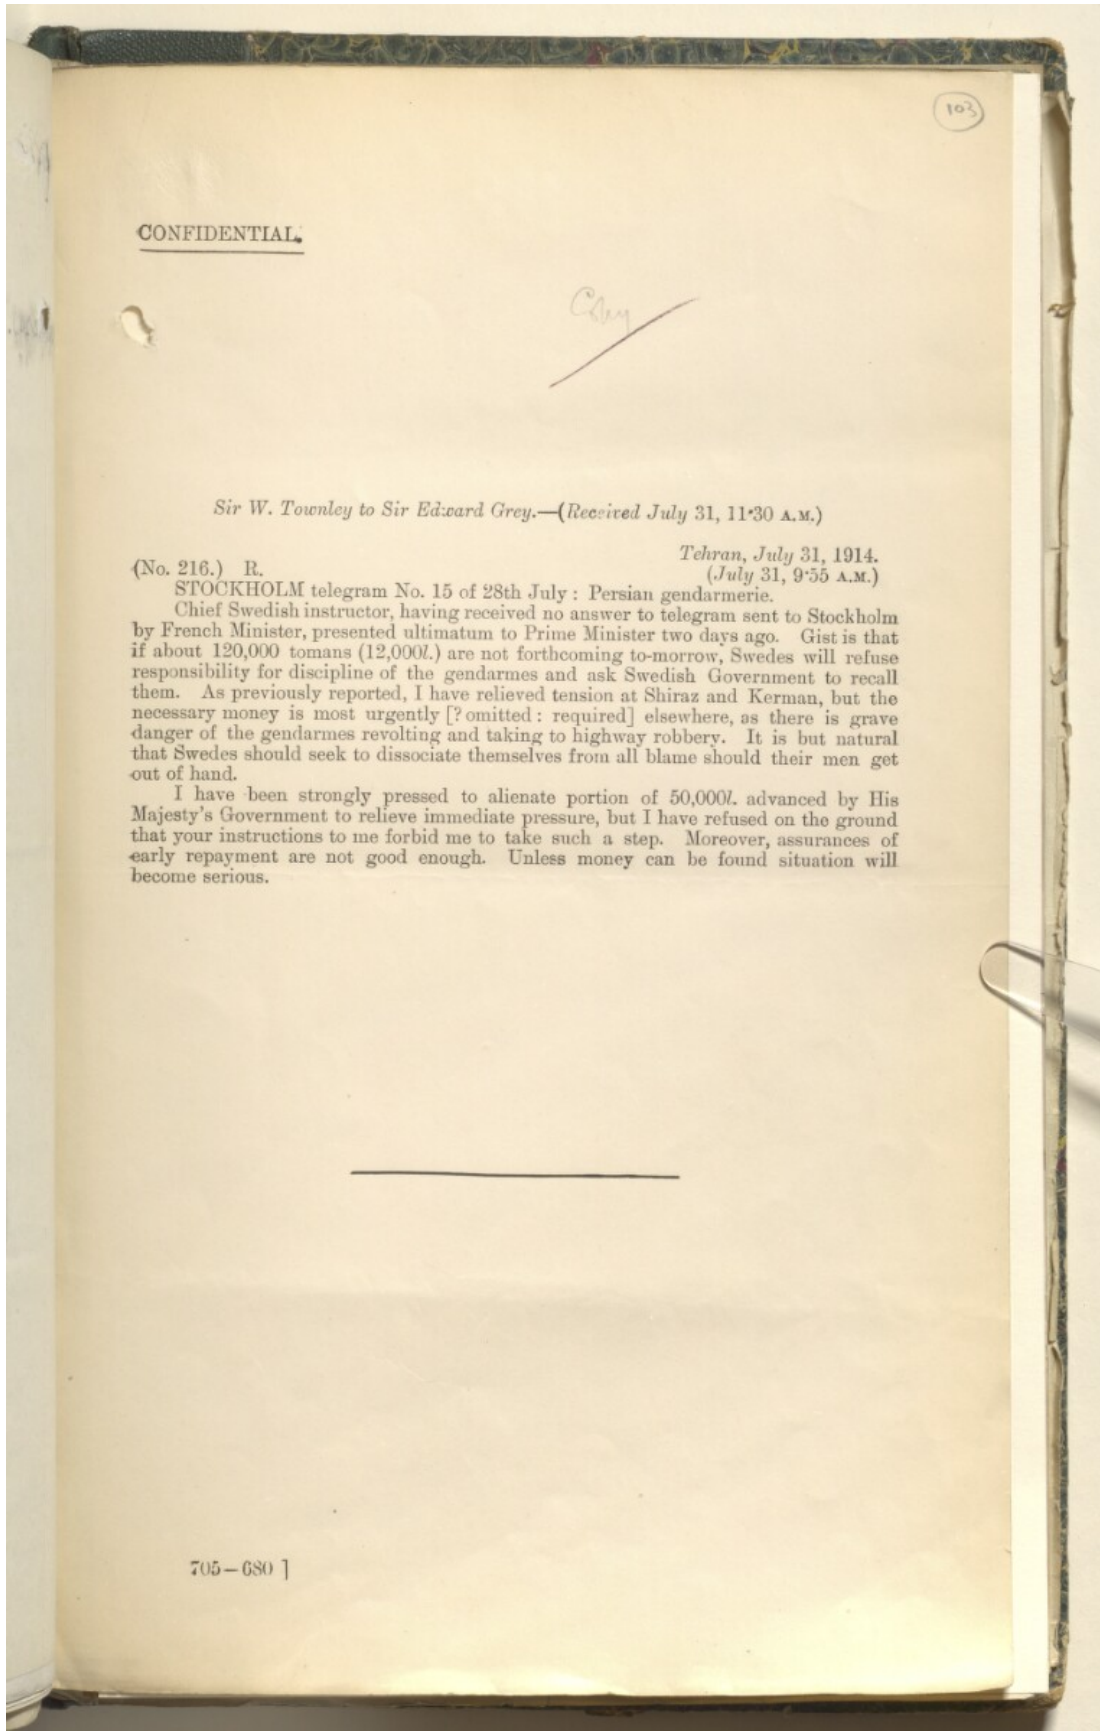 103
CONFIDENTIAL.
Copy
Sir W. Townley to Sir Edward Grey.—(Received July 31, 11·30 A.M.)
Tehran, July 31, 1914.
(No. 216.) R. (July 31, 9·55 A.M.)
STOCKHOLM telegram No. 15 of 28th July : Persian gendarmerie.
Chief Swedish instructor, having received no answer to telegram sent to Stockholm
by French Minister, presented ultimatum to Prime Minister two days ago. Gist is that
if about 120,000 tomans (12,000l.) are not forthcoming to-morrow, Swedes will refuse
responsibility for discipline of the gendarmes and ask Swedish Government to recall
them. As previously reported, I have relieved tension at Shiraz and Kerman, but the
necessary money is most urgently [? omitted : required] elsewhere, as there is grave
danger of the gendarmes revolting and taking to highway robbery. It is but natural
that Swedes should seek to dissociate themselves from all blame should their men get
out of hand.
I have been strongly pressed to alienate portion of 50,000l. advanced by His
Majesty's Government to relieve immediate pressure, but I have refused on the ground
that your instructions to me forbid me to take such a step. Moreover, assurances of
early repayment are not good enough. Unless money can be found situation will
become serious.
705—680 ]